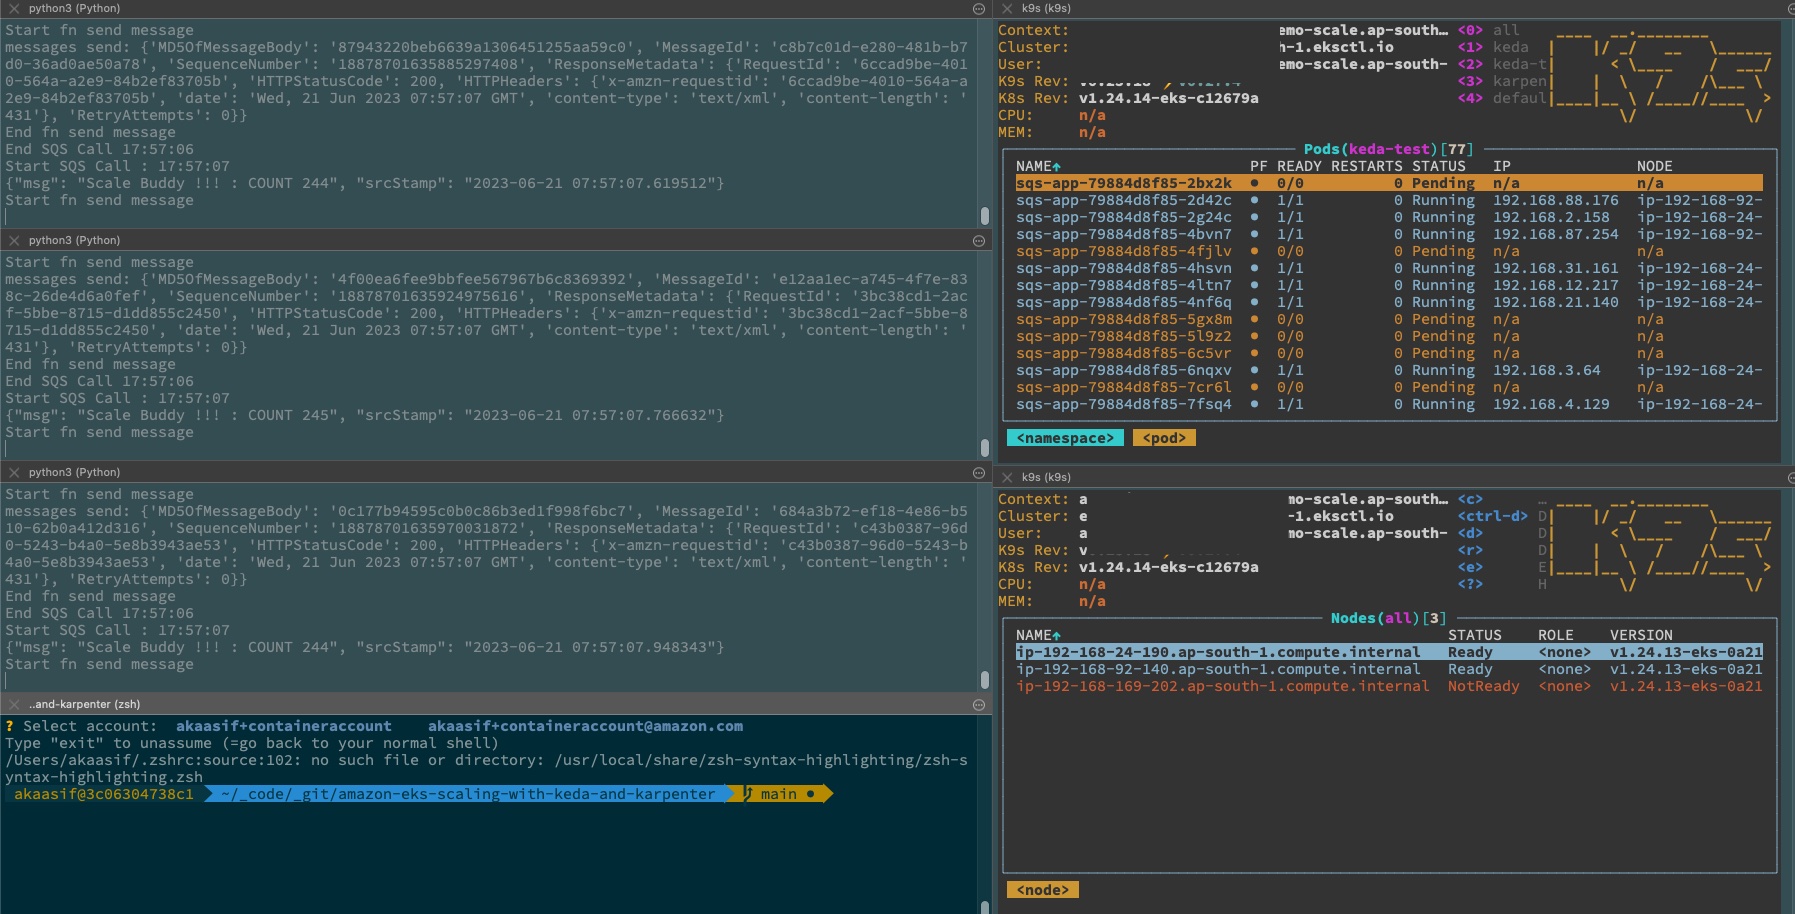 python3 (Python)
Start fn send message
messages send: {'MD5OfMessageBody': '87943220beb6639a1306451255aa59c0', 'MessageId': 'c8b7c01d-e280-481b-b7
d0-36ad0ae50a78', 'SequenceNumber': '18878701635885297408', 'ResponseMetadata': {'RequestId': '6ccad9be-401
0-564a-a2e9-84b2ef83705b', 'HTTPStatusCode': 200, 'HTTPHeaders': {'x-amzn-requestid': '6ccad9be-4010-564a-a
2e9-84b2ef83705b', 'date': 'Wed, 21 Jun 2023 07:57:07 GMT', 'content-type': 'text/xml', 'content-length': '
431'}, 'RetryAttempts': 0}}
End fn send message
End SQS Call 17:57:06
Start SQS Call : 17:57:07
{"msg": "Scale Buddy !!! : COUNT 244", "srcStamp": "2023-06-21 07:57:07.619512"}
Start fn send message
python3 (Python)
Start fn send message
messages send: {'MD5OfMessageBody': '4f00ea6fee9bbfee567967b6c8369392', 'MessageId': 'e12aa1ec-a745-4f7e-83
8c-26de4d6a0fef', 'SequenceNumber': '18878701635924975616', 'ResponseMetadata': {'RequestId': '3bc38cd1-2ac
f-5bbe-8715-d1dd855c2450', 'HTTPStatusCode': 200, 'HTTPHeaders': {'x-amzn-requestid': '3bc38cd1-2acf-5bbe-8
715-d1dd855c2450', 'date': 'Wed, 21 Jun 2023 07:57:07 GMT', 'content-type': 'text/xml', 'content-length': '
431'}, 'RetryAttempts': 0}}
End fn send message
End SQS Call 17:57:06
Start SQS Call : 17:57:07
{"msg": "Scale Buddy !!! : COUNT 245", "srcStamp": "2023-06-21 07:57:07.766632"}
Start fn send message
python3 (Python)
Start fn send message
messages send: {'MD5OfMessageBody': '0c177b94595c0b0c86b3ed1f998f6bc7', 'MessageId': '684a3b72-ef18-4e86-b5
10-62b0a412d316', 'SequenceNumber': '18878701635970031872', 'ResponseMetadata': {'RequestId': 'c43b0387-96d
0-5243-b4a0-5e8b3943ae53', 'HTTPStatusCode': 200, 'HTTPHeaders': {'x-amzn-requestid': 'c43b0387-96d0-5243-b
4a0-5e8b3943ae53', 'date': 'Wed, 21 Jun 2023 07:57:07 GMT', 'content-type': 'text/xml', 'content-length': '
431'}, 'RetryAttempts': 0}}
End fn send message
End SQS Call 17:57:06
Start SQS Call : 17:57:07
{"msg": "Scale Buddy !!! : COUNT 244", "srcStamp": "2023-06-21 07:57:07.948343"}
Start fn send message
..and-karpenter (zsh)
? Select account: akaasif+containeraccount akaasif+containeraccount@amazon.com
Type "exit" to unassume (=go back to your normal shell)
/Users/akaasif/.zshrc:source:102: no such file or directory: /usr/local/share/zsh-syntax-highlighting/zsh-s
yntax-highlighting.zsh
akaasif@3c06304738c1 ~/_code/_git/amazon-eks-scaling-with-keda-and-karpenter main ●
k9s (k9s)
Context: emo-scale.ap-south… <0> all
Cluster: h-1.eksctl.io <1> keda
User: emo-scale.ap-south- <2> keda-t
K9s Rev: <3> karpen
K8s Rev: v1.24.14-eks-c12679a <4> defaul
CPU: n/a
MEM: n/a
Pods(keda-test)[77]
NAME↑ PF READY RESTARTS STATUS IP NODE
sqs-app-79884d8f85-2bx2k ● 0/0 0 Pending n/a n/a
sqs-app-79884d8f85-2d42c ● 1/1 0 Running 192.168.88.176 ip-192-168-92-
sqs-app-79884d8f85-2g24c ● 1/1 0 Running 192.168.2.158 ip-192-168-24-
sqs-app-79884d8f85-4bvn7 ● 1/1 0 Running 192.168.87.254 ip-192-168-92-
sqs-app-79884d8f85-4fjlv ● 0/0 0 Pending n/a n/a
sqs-app-79884d8f85-4hsvn ● 1/1 0 Running 192.168.31.161 ip-192-168-24-
sqs-app-79884d8f85-4ltn7 ● 1/1 0 Running 192.168.12.217 ip-192-168-24-
sqs-app-79884d8f85-4nf6q ● 1/1 0 Running 192.168.21.140 ip-192-168-24-
sqs-app-79884d8f85-5gx8m ● 0/0 0 Pending n/a n/a
sqs-app-79884d8f85-5l9z2 ● 0/0 0 Pending n/a n/a
sqs-app-79884d8f85-6c5vr ● 0/0 0 Pending n/a n/a
sqs-app-79884d8f85-6nqxv ● 1/1 0 Running 192.168.3.64 ip-192-168-24-
sqs-app-79884d8f85-7cr6l ● 0/0 0 Pending n/a n/a
sqs-app-79884d8f85-7fsq4 ● 1/1 0 Running 192.168.4.129 ip-192-168-24-
<namespace> <pod>
k9s (k9s)
Context: a mo-scale.ap-south… <c> …
Cluster: e -1.eksctl.io <ctrl-d> D
User: a mo-scale.ap-south- <d> D
K9s Rev: v <r> D
K8s Rev: v1.24.14-eks-c12679a <e> E
CPU: n/a <?> H
MEM: n/a
Nodes(all)[3]
NAME↑ STATUS ROLE VERSION
ip-192-168-24-190.ap-south-1.compute.internal Ready <none> v1.24.13-eks-0a21
ip-192-168-92-140.ap-south-1.compute.internal Ready <none> v1.24.13-eks-0a21
ip-192-168-169-202.ap-south-1.compute.internal NotReady <none> v1.24.13-eks-0a21
<node>